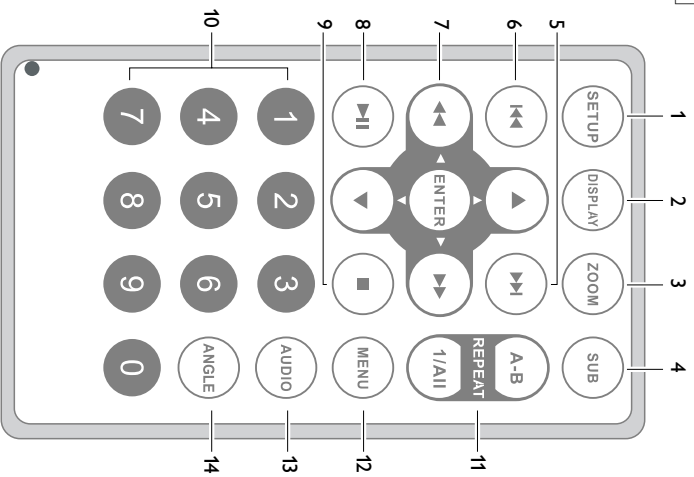 1 2 3 4
SETUP DISPLAY ZOOM SUB
5
6 A-B
REPEAT 11
7 ENTER 1/All
8 MENU 12
9
1 2 3 AUDIO 13
10 4 5 6 ANGLE 14
7 8 9 0